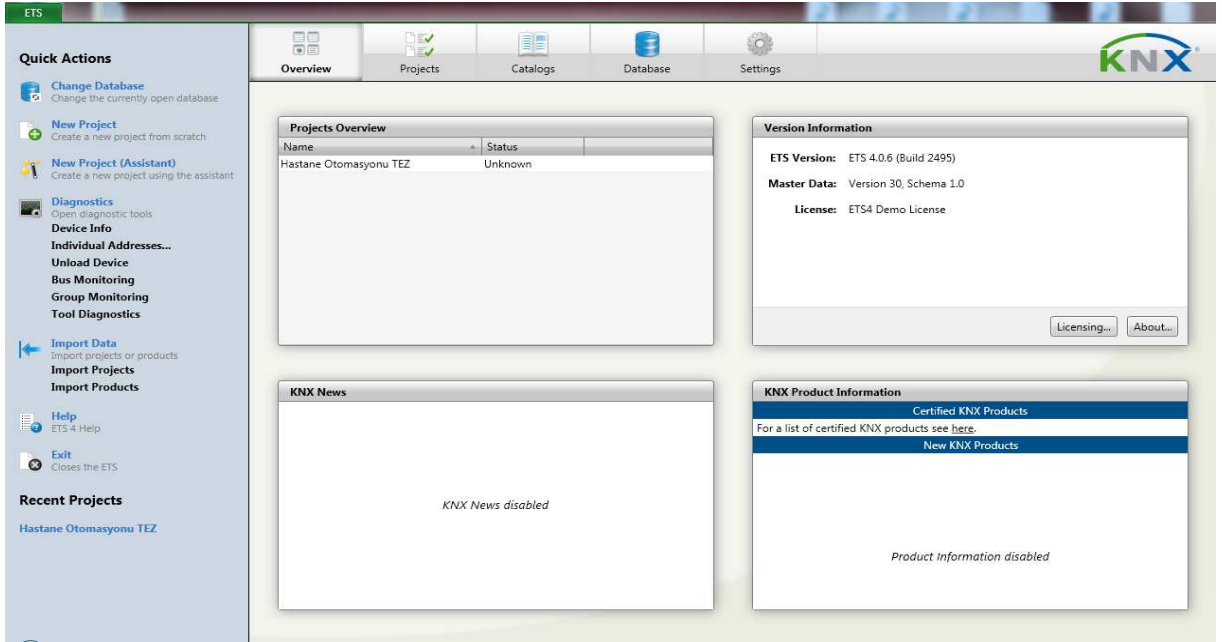 ETS
Quick Actions
Change Database
Change the currently open database
New Project
Create a new project from scratch
New Project (Assistant)
Create a new project using the assistant
Diagnostics
Open diagnostic tools
Device Info
Individual Addresses...
Unload Device
Bus Monitoring
Group Monitoring
Tool Diagnostics
Import Data
Import projects or products
Import Projects
Import Products
Help
ETS 4 Help
Exit
Closes the ETS
Recent Projects
Hastane Otomasyonu TEZ
Overview Projects Catalogs Database Settings
KNX
Projects Overview
Name Status
Hastane Otomasyonu TEZ Unknown
Version Information
ETS Version: ETS 4.0.6 (Build 2495)
Master Data: Version 30, Schema 1.0
License: ETS4 Demo License
Licensing... About...
KNX News
KNX News disabled
KNX Product Information
Certified KNX Products
For a list of certified KNX products see here.
New KNX Products
Product Information disabled